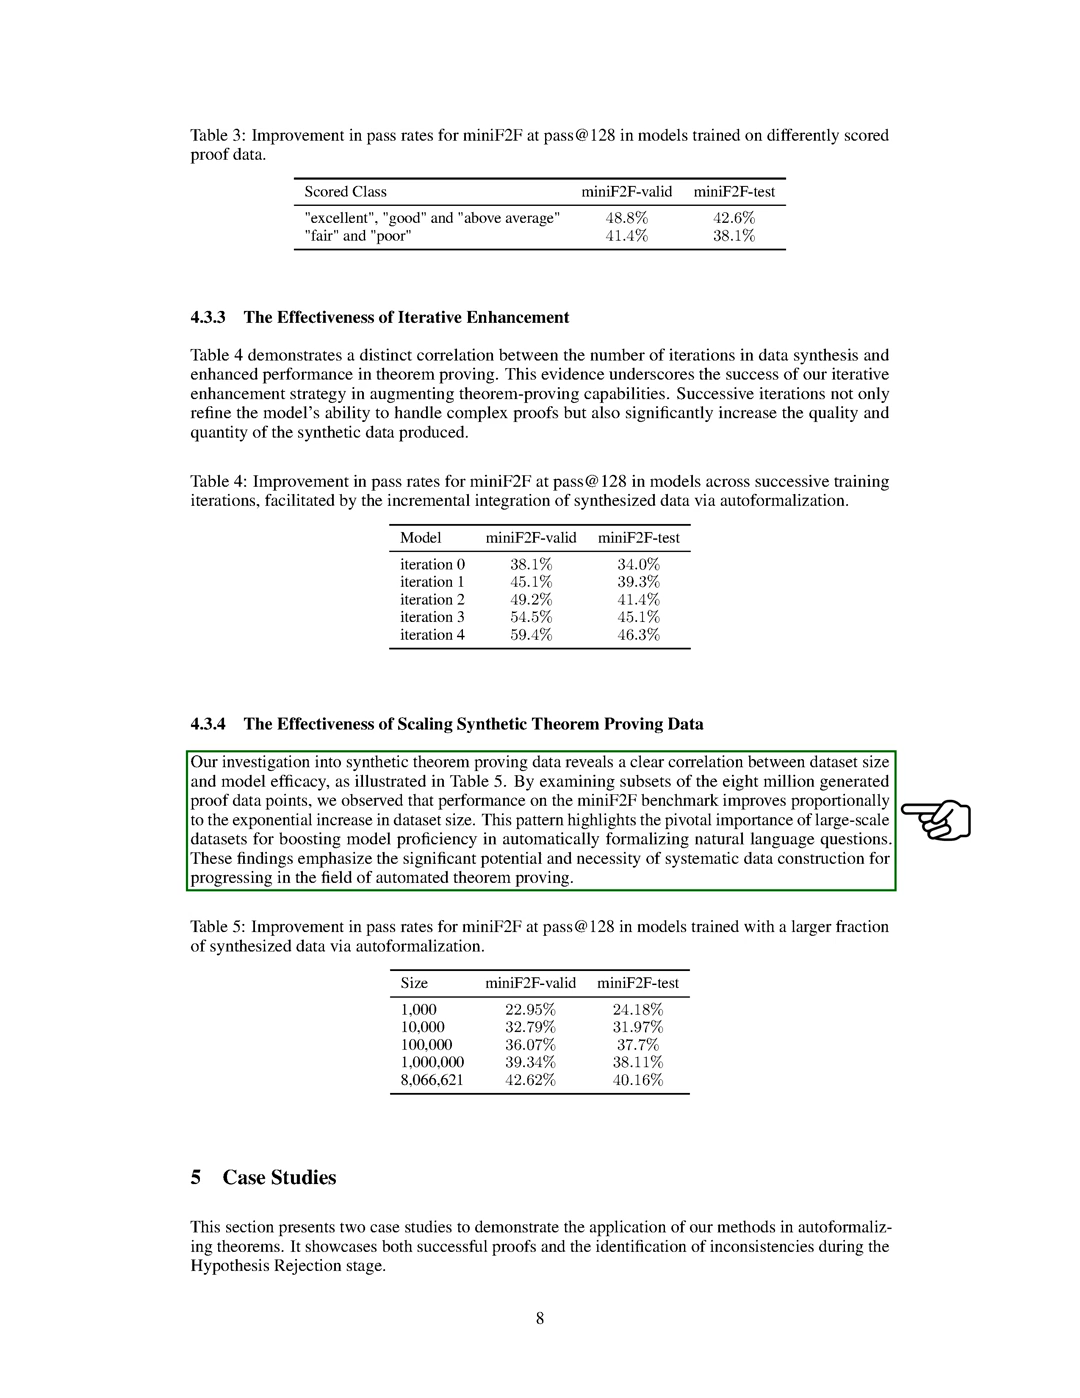 Table 3: Improvement in pass rates for miniF2F at pass@128 in models trained on differently scored
proof data.
Scored Class miniF2F-valid miniF2F-test
"excellent", "good" and "above average" 48.8% 42.6%
"fair" and "poor" 41.4% 38.1%
4.3.3 The Effectiveness of Iterative Enhancement
Table 4 demonstrates a distinct correlation between the number of iterations in data synthesis and
enhanced performance in theorem proving. This evidence underscores the success of our iterative
enhancement strategy in augmenting theorem-proving capabilities. Successive iterations not only
refine the model's ability to handle complex proofs but also significantly increase the quality and
quantity of the synthetic data produced.
Table 4: Improvement in pass rates for miniF2F at pass@128 in models across successive training
iterations, facilitated by the incremental integration of synthesized data via autoformalization.
Model miniF2F-valid miniF2F-test
iteration 0 38.1% 34.0%
iteration 1 45.1% 39.3%
iteration 2 49.2% 41.4%
iteration 3 54.5% 45.1%
iteration 4 59.4% 46.3%
4.3.4 The Effectiveness of Scaling Synthetic Theorem Proving Data
Our investigation into synthetic theorem proving data reveals a clear correlation between dataset size
and model efficacy, as illustrated in Table 5. By examining subsets of the eight million generated
proof data points, we observed that performance on the miniF2F benchmark improves proportionally
to the exponential increase in dataset size. This pattern highlights the pivotal importance of large-scale
datasets for boosting model proficiency in automatically formalizing natural language questions.
These findings emphasize the significant potential and necessity of systematic data construction for
progressing in the field of automated theorem proving.
Table 5: Improvement in pass rates for miniF2F at pass@128 in models trained with a larger fraction
of synthesized data via autoformalization.
Size miniF2F-valid miniF2F-test
1,000 22.95% 24.18%
10,000 32.79% 31.97%
100,000 36.07% 37.7%
1,000,000 39.34% 38.11%
8,066,621 42.62% 40.16%
5 Case Studies
This section presents two case studies to demonstrate the application of our methods in autoformaliz-
ing theorems. It showcases both successful proofs and the identification of inconsistencies during the
Hypothesis Rejection stage.
8